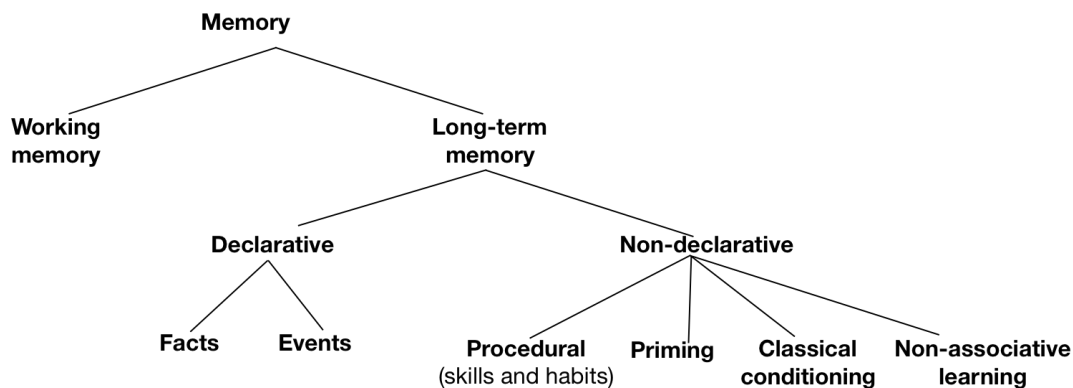 Memory
Working
memory
Long-term
memory
Declarative
Non-declarative
Facts
Events
Procedural
(skills and habits)
Priming
Classical
conditioning
Non-associative
learning